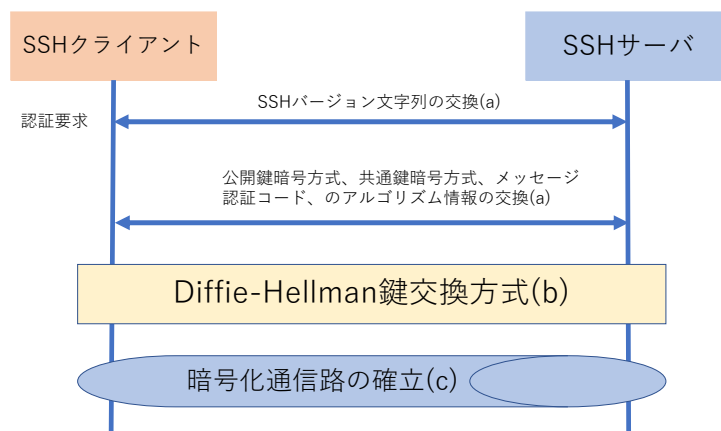 SSHクライアント
SSHサーバ
SSHバージョン文字列の交換(a)
認証要求
公開鍵暗号方式、共通鍵暗号方式、メッセージ
認証コード、のアルゴリズム情報の交換(a)
Diffie-Hellman鍵交換方式(b)
暗号化通信路の確立(c)